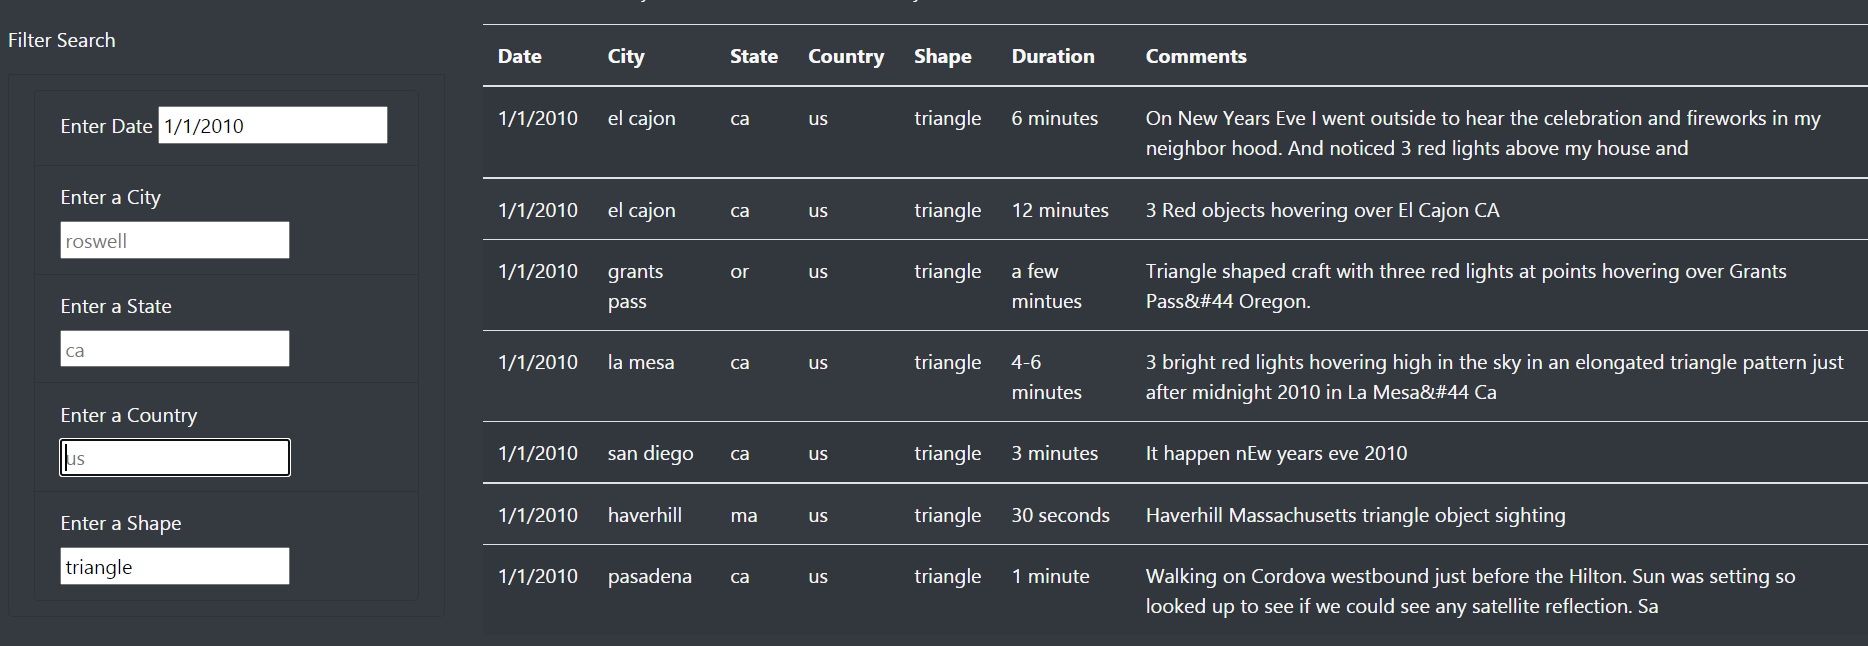 Filter Search
Enter Date 1/1/2010
Enter a City
roswell
Enter a State
ca
Enter a Country
us
Enter a Shape
triangle
Date City State Country Shape Duration Comments
1/1/2010 el cajon ca us triangle 6 minutes On New Years Eve I went outside to hear the celebration and fireworks in my
neighbor hood. And noticed 3 red lights above my house and
1/1/2010 el cajon ca us triangle 12 minutes 3 Red objects hovering over El Cajon CA
1/1/2010 grants or us triangle a few Triangle shaped craft with three red lights at points hovering over Grants
pass mintues Pass&#44 Oregon.
1/1/2010 la mesa ca us triangle 4-6 3 bright red lights hovering high in the sky in an elongated triangle pattern just
minutes after midnight 2010 in La Mesa&#44 Ca
1/1/2010 san diego ca us triangle 3 minutes It happen nEw years eve 2010
1/1/2010 haverhill ma us triangle 30 seconds Haverhill Massachusetts triangle object sighting
1/1/2010 pasadena ca us triangle 1 minute Walking on Cordova westbound just before the Hilton. Sun was setting so
looked up to see if we could see any satellite reflection. Sa